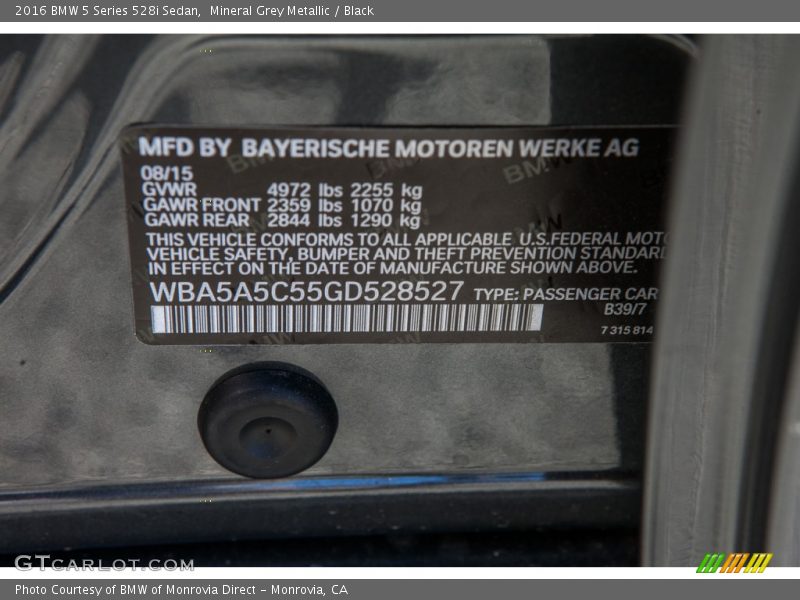 2016 BMW 5 Series 528i Sedan, Mineral Grey Metallic / Black
MFD BY BAYERISCHE MOTOREN WERKE AG
08/15
GVWR 4972 lbs 2255 kg
GAWR FRONT 2359 lbs 1070 kg
GAWR REAR 2844 lbs 1290 kg
THIS VEHICLE CONFORMS TO ALL APPLICABLE U.S.FEDERAL MOTO
VEHICLE SAFETY, BUMPER AND THEFT PREVENTION STANDARD
IN EFFECT ON THE DATE OF MANUFACTURE SHOWN ABOVE.
WBA5A5C55GD528527 TYPE: PASSENGER CAR
B39/7
7 315 814
GTCARLOT.COM
Photo Courtesy of BMW of Monrovia Direct - Monrovia, CA